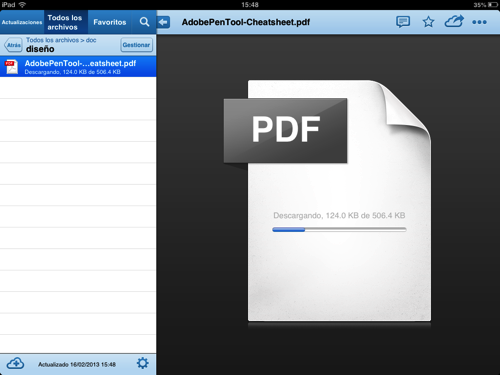 iPad
15:48
35%
Actualizaciones
Todos los archivos
Favoritos
AdobePenTool-Cheatsheet.pdf
Atrás
Todos los archivos > doc
diseño
Gestionar
AdobePenTool-...eatsheet.pdf
Descargando, 124.0 KB de 506.4 KB
PDF
Descargando, 124.0 KB de 506.4 KB
Actualizado 16/02/2013 15:48